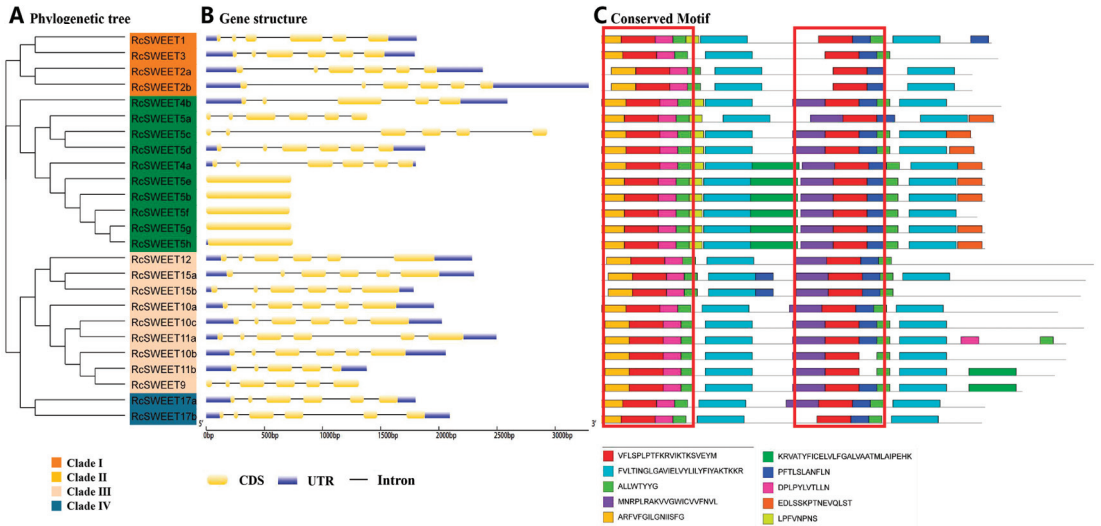 A Phylogenetic tree
B Gene structure
C Conserved Motif
RcSWEET1
RcSWEET3
RcSWEET2a
RcSWEET2b
RcSWEET4b
RcSWEET5a
RcSWEET5c
RcSWEET5d
RcSWEET4a
RcSWEET5e
RcSWEET5b
RcSWEET5f
RcSWEET5g
RcSWEET5h
RcSWEET12
RcSWEET15a
RcSWEET15b
RcSWEET10a
RcSWEET10c
RcSWEET11a
RcSWEET10b
RcSWEET11b
RcSWEET9
RcSWEET17a
RcSWEET17b
5' 3'
0bp 500bp 1000bp 1500bp 2000bp 2500bp 3000bp
Clade I
Clade II
Clade III
Clade IV
CDS UTR Intron
VFLSPLPTFKRVIKTKSVEYM
FVLTINGLGAVIELVYLILYFIYAKTKKR
ALLWTYYG
MNRPLRAKVVGWICVVFNVL
ARFVFGILGNIISFG
KRVATYFICELVLFGALVAATMLAIPEHK
PFTLSLANFLN
DPLPYLVTLLN
EDLSSKPTNEVQLST
LPFVNPNS